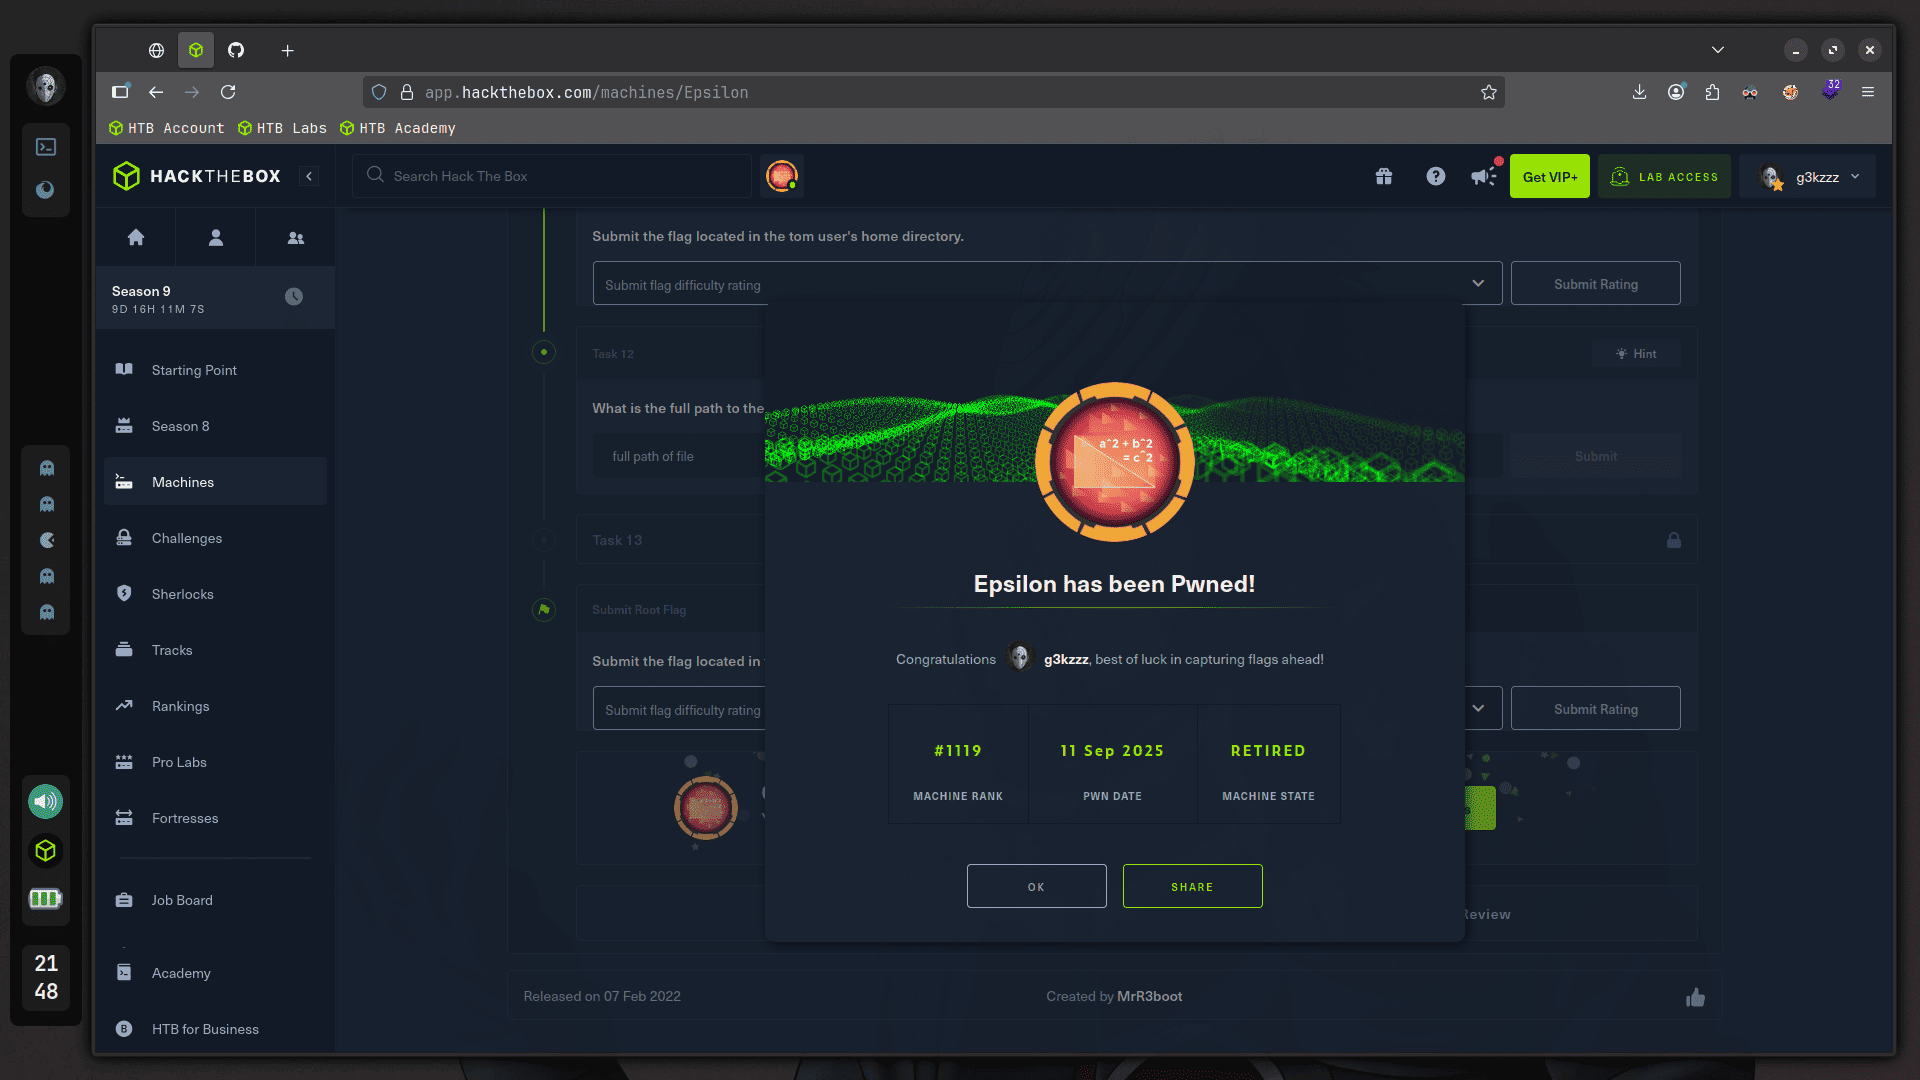 app.hackthebox.com/machines/Epsilon
32
HTB Account HTB Labs HTB Academy
HACKTHEBOX
Search Hack The Box
Get VIP+
LAB ACCESS
g3kzzz
Season 9
9D 16H 11M 7S
Starting Point
Season 8
Machines
Challenges
Sherlocks
Tracks
Rankings
Pro Labs
Fortresses
Job Board
Academy
HTB for Business
21
48
Submit the flag located in the tom user's home directory.
Submit flag difficulty rating
Submit Rating
Task 12
Hint
What is the full path to the
full path of file
Submit
Task 13
Submit Root Flag
Submit the flag located in
Submit flag difficulty rating
Submit Rating
a^2 + b^2
= c^2
Epsilon has been Pwned!
Congratulations g3kzzz, best of luck in capturing flags ahead!
#1119
MACHINE RANK
11 Sep 2025
PWN DATE
RETIRED
MACHINE STATE
OK
SHARE
Review
Released on 07 Feb 2022
Created by MrR3boot